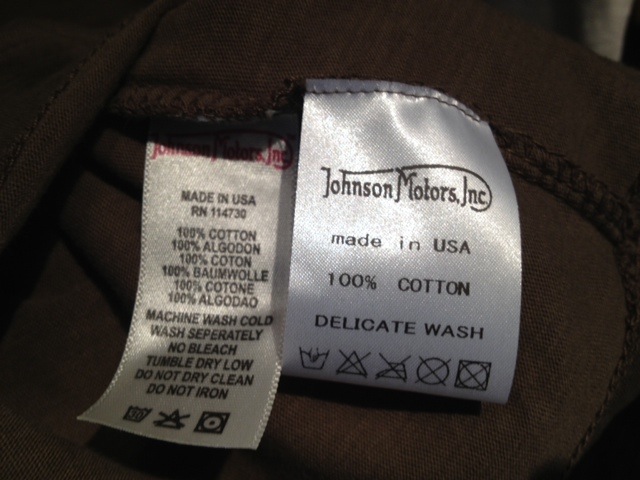 Johnson Motors, Inc.
MADE IN USA
RN 114730
100% COTTON
100% ALGODON
100% COTON
100% BAUMWOLLE
100% COTONE
100% ALGODAO
MACHINE WASH COLD
WASH SEPERATELY
NO BLEACH
TUMBLE DRY LOW
DO NOT DRY CLEAN
DO NOT IRON
Johnson Motors, Inc.
made in USA
100% COTTON
DELICATE WASH